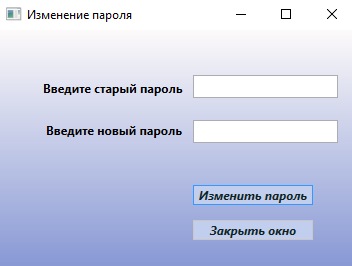 Изменение пароля
Введите старый пароль
Введите новый пароль
Изменить пароль
Закрыть окно